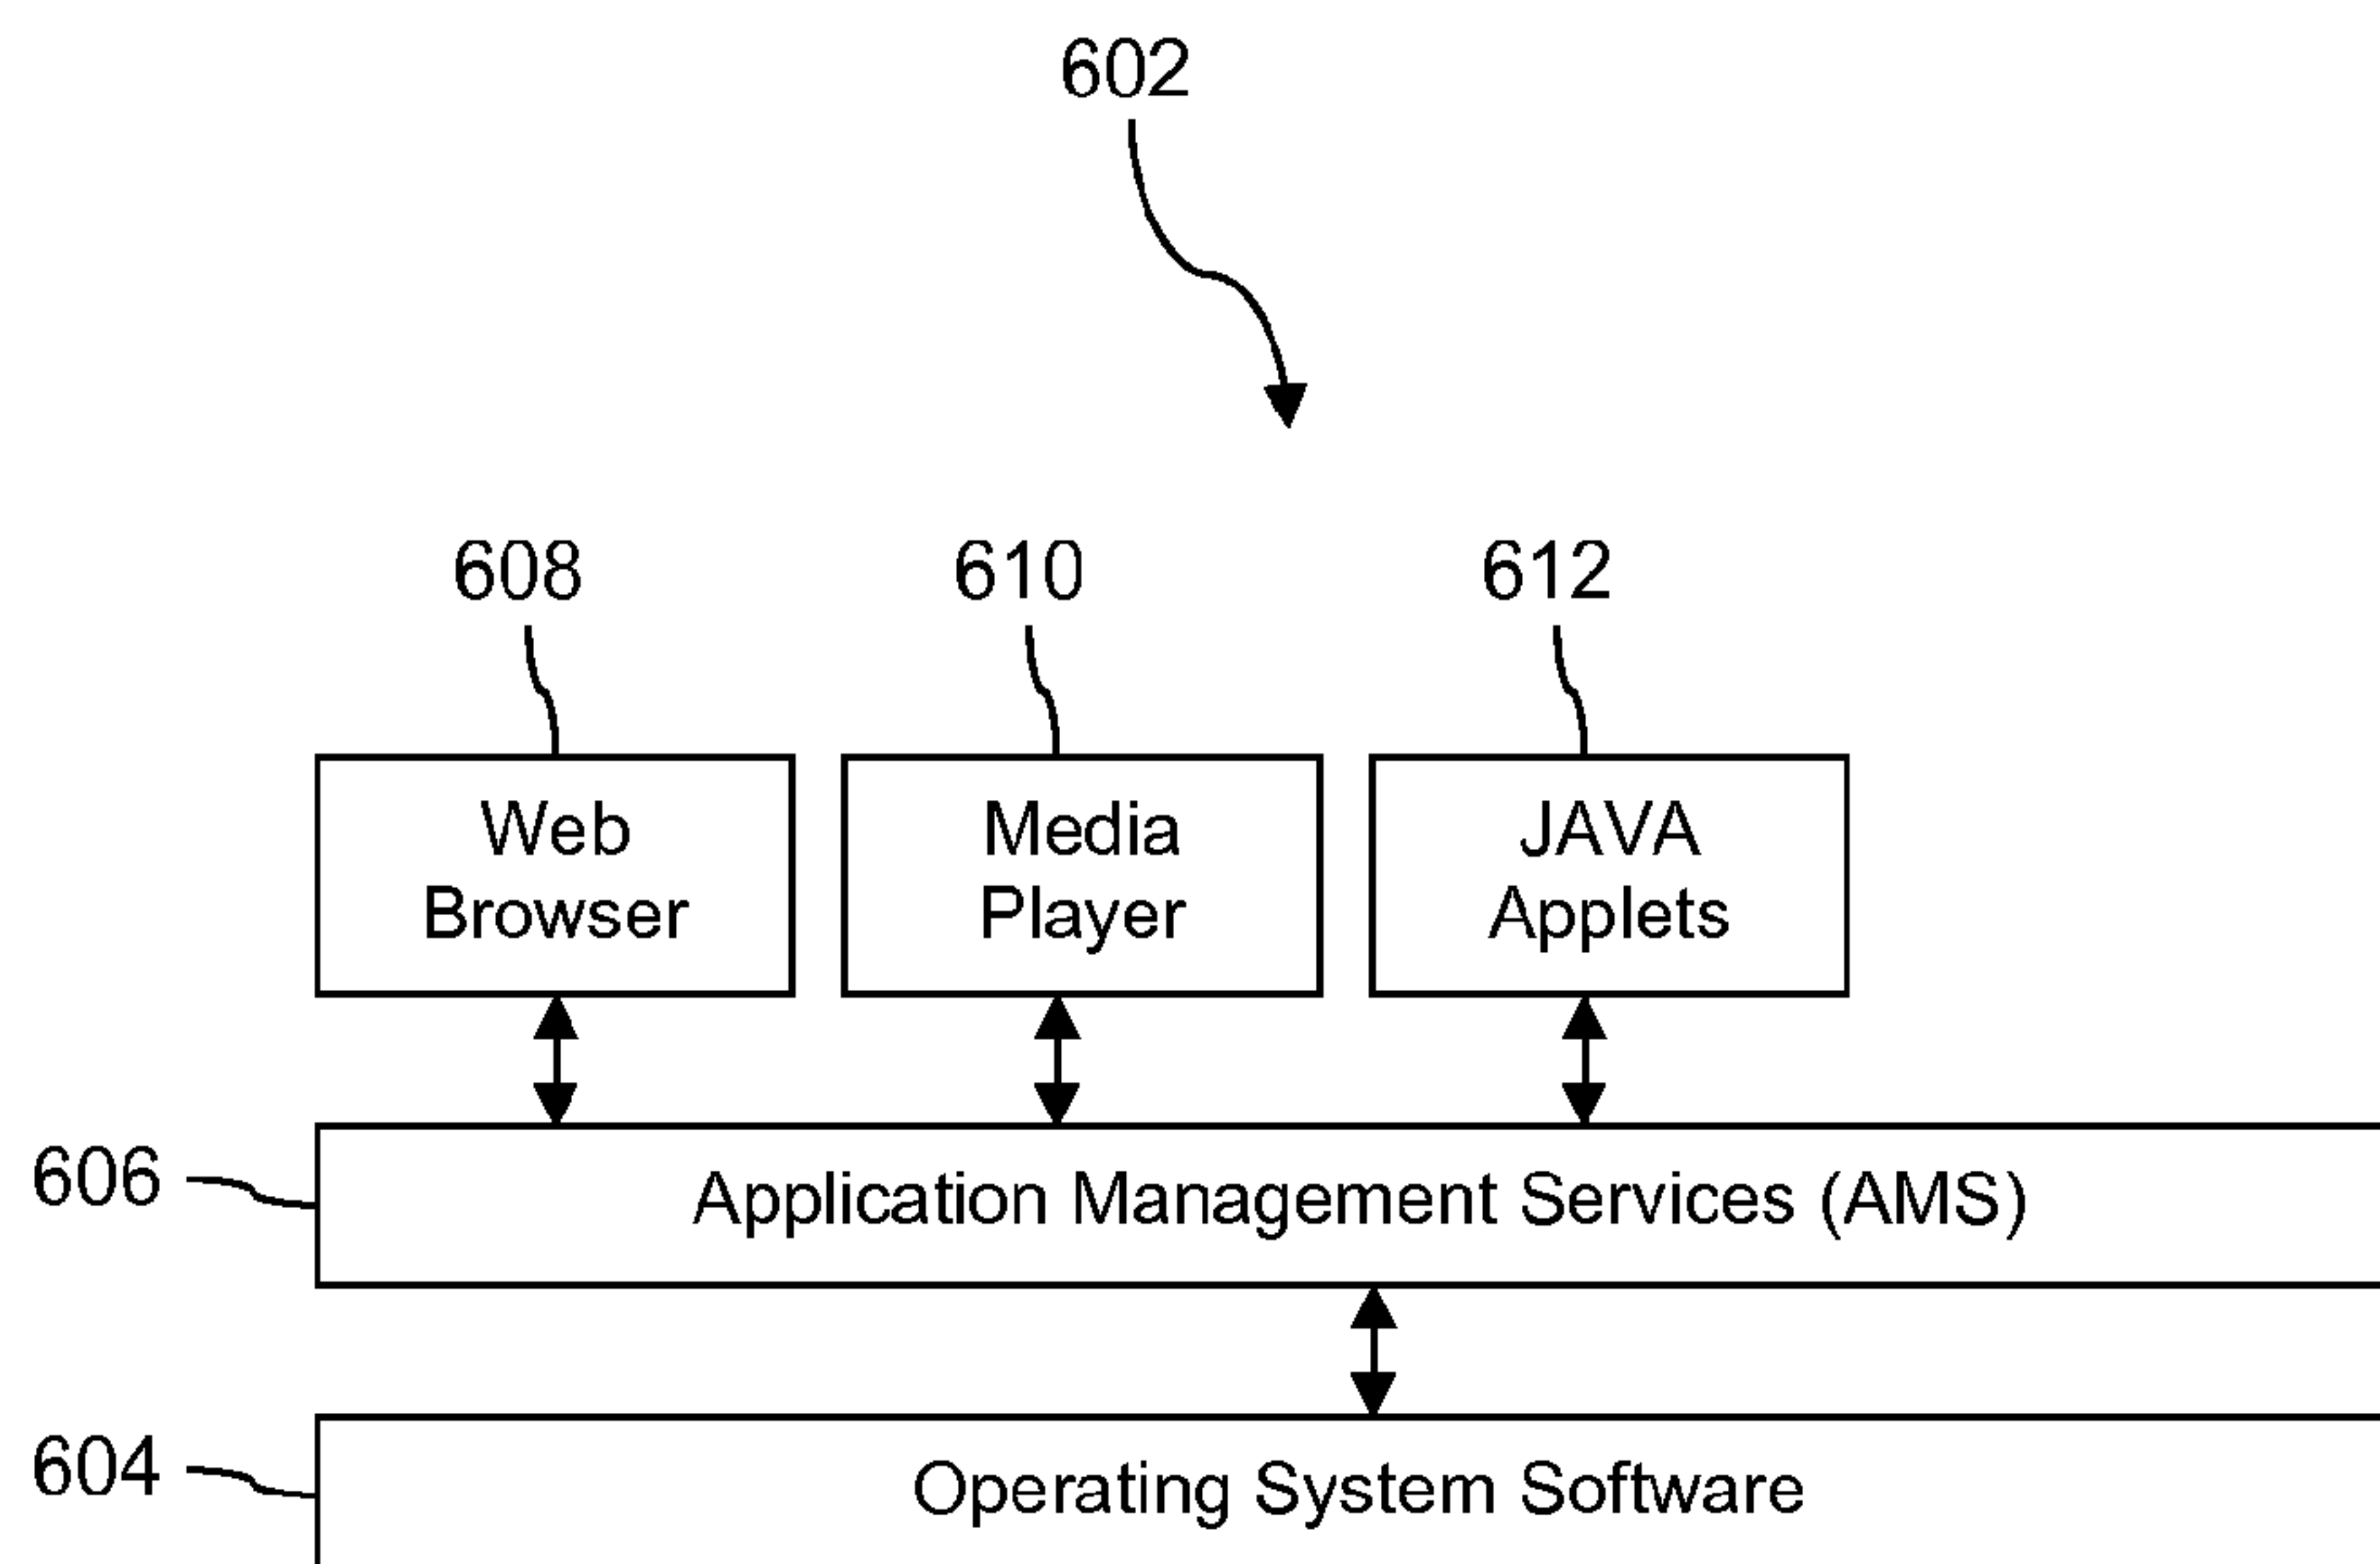 602
608
610
612
Web
Browser
Media
Player
JAVA
Applets
606
Application Management Services (AMS)
604
Operating System Software